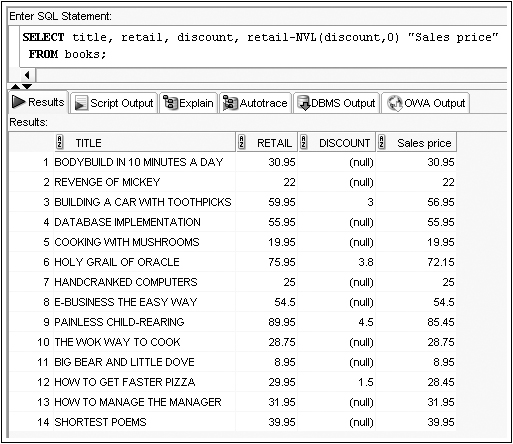 Enter SQL Statement:
SELECT title, retail, discount, retail-NVL(discount,0) "Sales price"
FROM books;
Results Script Output Explain Autotrace DBMS Output OWA Output
Results:
TITLE RETAIL DISCOUNT Sales price
1 BODYBUILD IN 10 MINUTES A DAY 30.95 (null) 30.95
2 REVENGE OF MICKEY 22 (null) 22
3 BUILDING A CAR WITH TOOTHPICKS 59.95 3 56.95
4 DATABASE IMPLEMENTATION 55.95 (null) 55.95
5 COOKING WITH MUSHROOMS 19.95 (null) 19.95
6 HOLY GRAIL OF ORACLE 75.95 3.8 72.15
7 HANDCRANKED COMPUTERS 25 (null) 25
8 E-BUSINESS THE EASY WAY 54.5 (null) 54.5
9 PAINLESS CHILD-REARING 89.95 4.5 85.45
10 THE WOK WAY TO COOK 28.75 (null) 28.75
11 BIG BEAR AND LITTLE DOVE 8.95 (null) 8.95
12 HOW TO GET FASTER PIZZA 29.95 1.5 28.45
13 HOW TO MANAGE THE MANAGER 31.95 (null) 31.95
14 SHORTEST POEMS 39.95 (null) 39.95